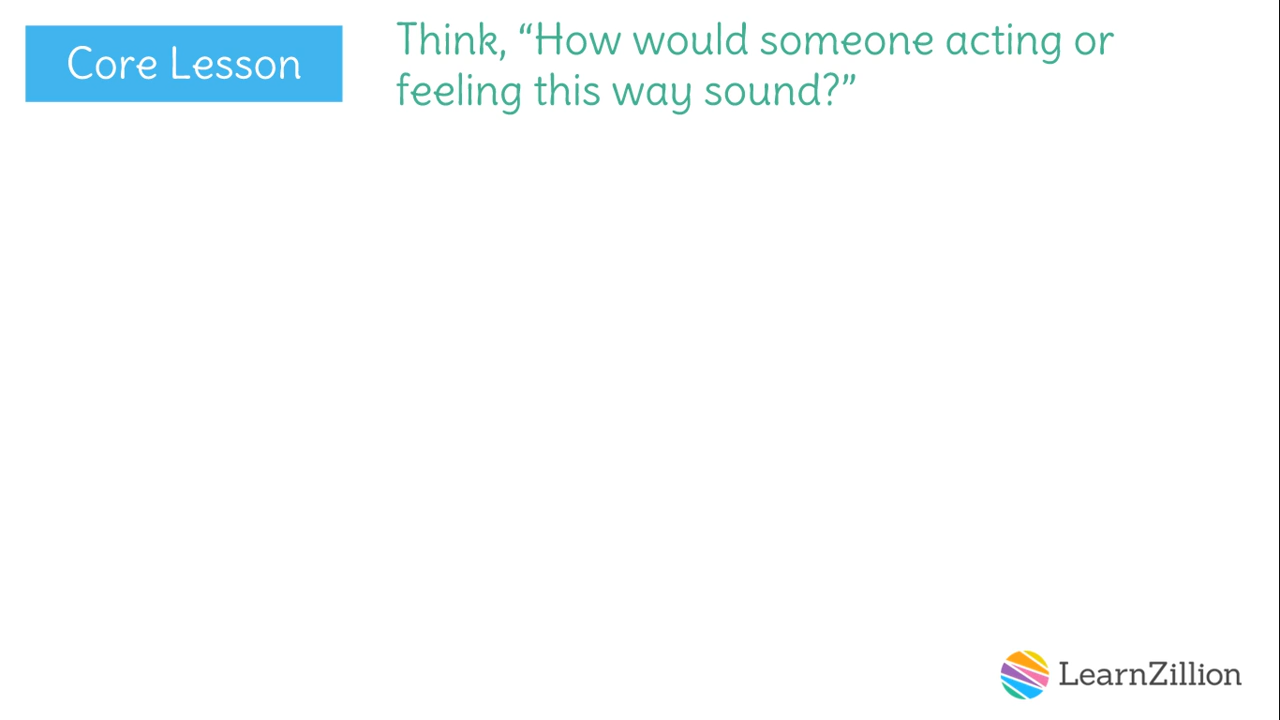 Core Lesson
Think, “How would someone acting or
feeling this way sound?”
LearnZillion